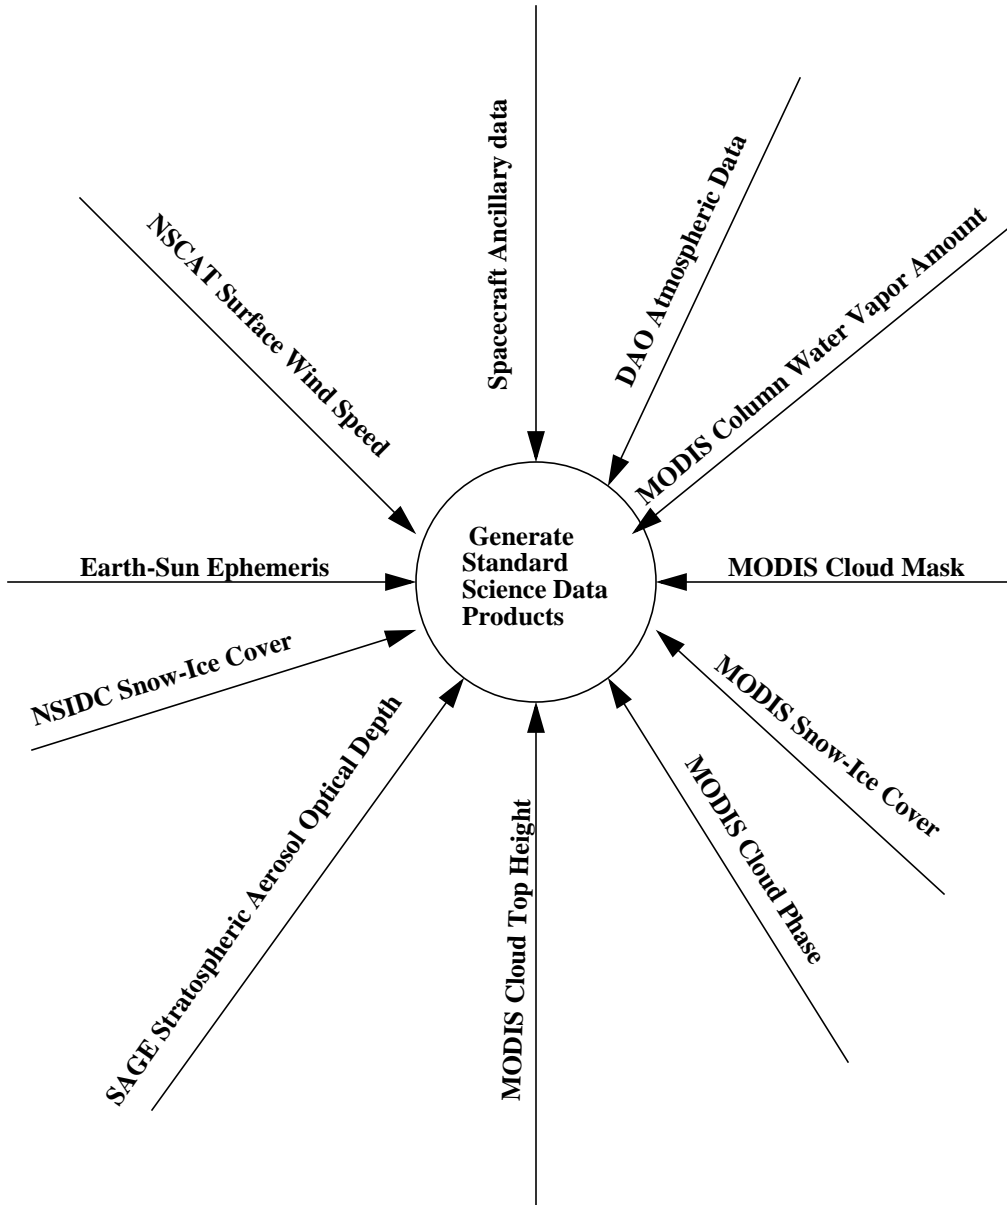 Spacecraft Ancillary data
DAO Atmospheric Data
NSCAT Surface Wind Speed
MODIS Column Water Vapor Amount
Generate
Standard
Science Data
Products
Earth-Sun Ephemeris
MODIS Cloud Mask
NSIDC Snow-Ice Cover
MODIS Snow-Ice Cover
SAGE Stratospheric Aerosol Optical Depth
MODIS Cloud Top Height
MODIS Cloud Phase